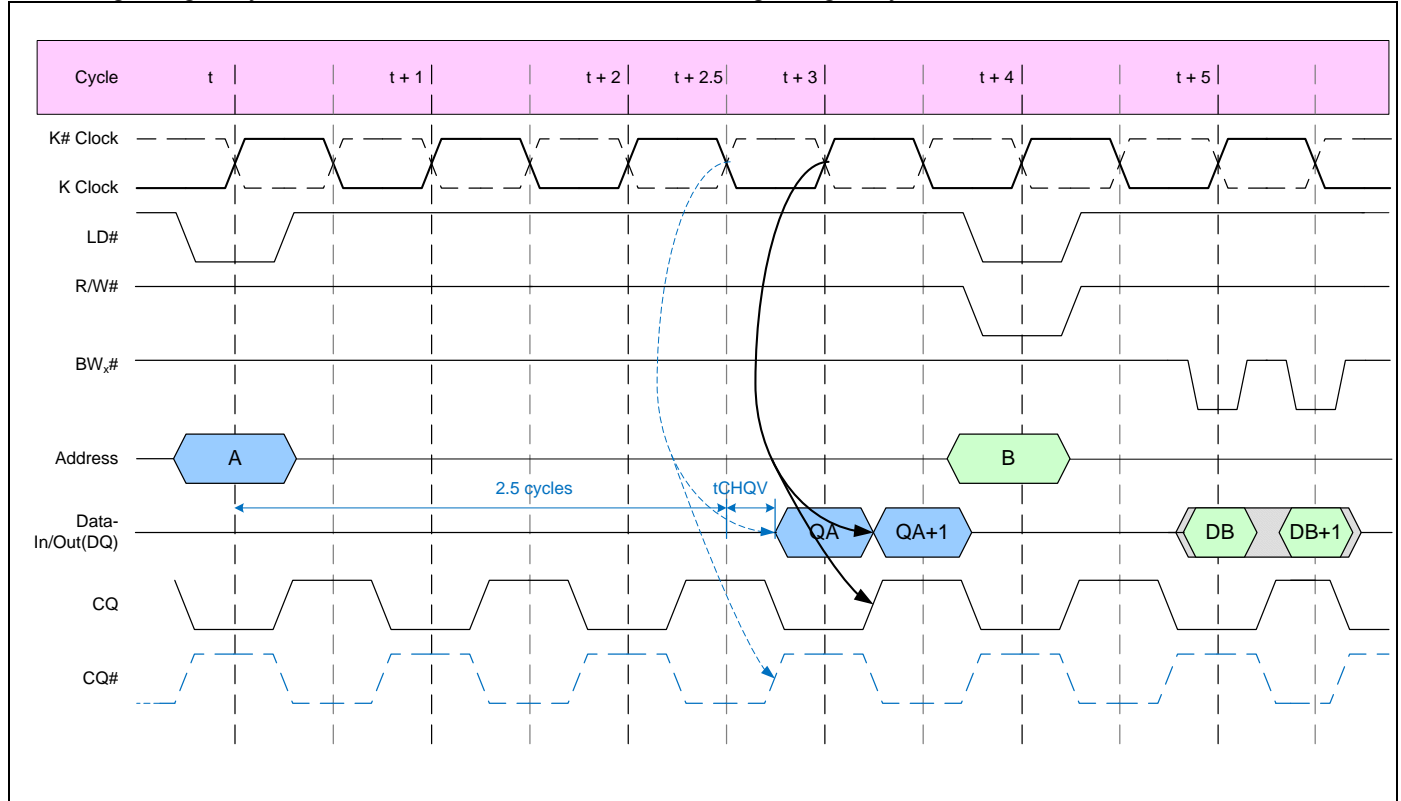 Cycle t t + 1 t + 2 t + 2.5 t + 3 t + 4 t + 5
K# Clock
K Clock
LD#
R/W#
BWx#
Address A B
2.5 cycles tCHQV
Data-
In/Out(DQ) QA QA+1 DB DB+1
CQ
CQ#